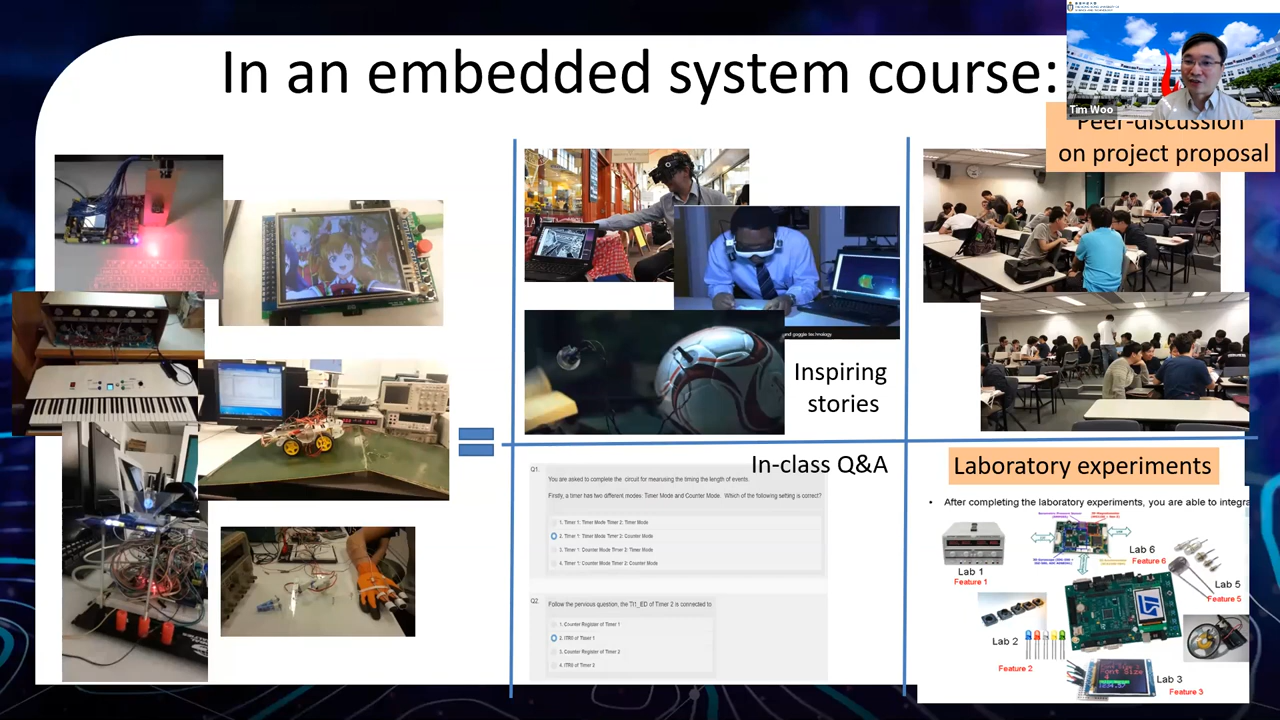 In an embedded system course:
Tim Woo
Peer-discussion
on project proposal
Inspiring
stories
In-class Q&A
Q1.
You are asked to complete the circuit for mearusing the timing the length of events.
Firstly, a timer has two different modes: Timer Mode and Counter Mode. Which of the following setting is correct?
1. Timer 1: Timer Mode Timer 2: Timer Mode
2. Timer 1: Timer Mode Timer 2: Counter Mode
3. Timer 1: Counter Mode Timer 2: Timer Mode
4. Timer 1: Counter Mode Timer 2: Counter Mode
Q2.
Follow the pervious question, the TI1_ED of Timer 2 is connected to
1. Counter Register of Timer 1
2. ITR0 of Timer 1
3. Counter Register of Timer 2
4. ITR0 of Timer 2
Laboratory experiments
• After completing the laboratory experiments, you are able to integra
Lab 1
Feature 1
Lab 6
Feature 6
Lab 5
Feature 5
Lab 2
Feature 2
Font Size
Lab 3
Feature 3